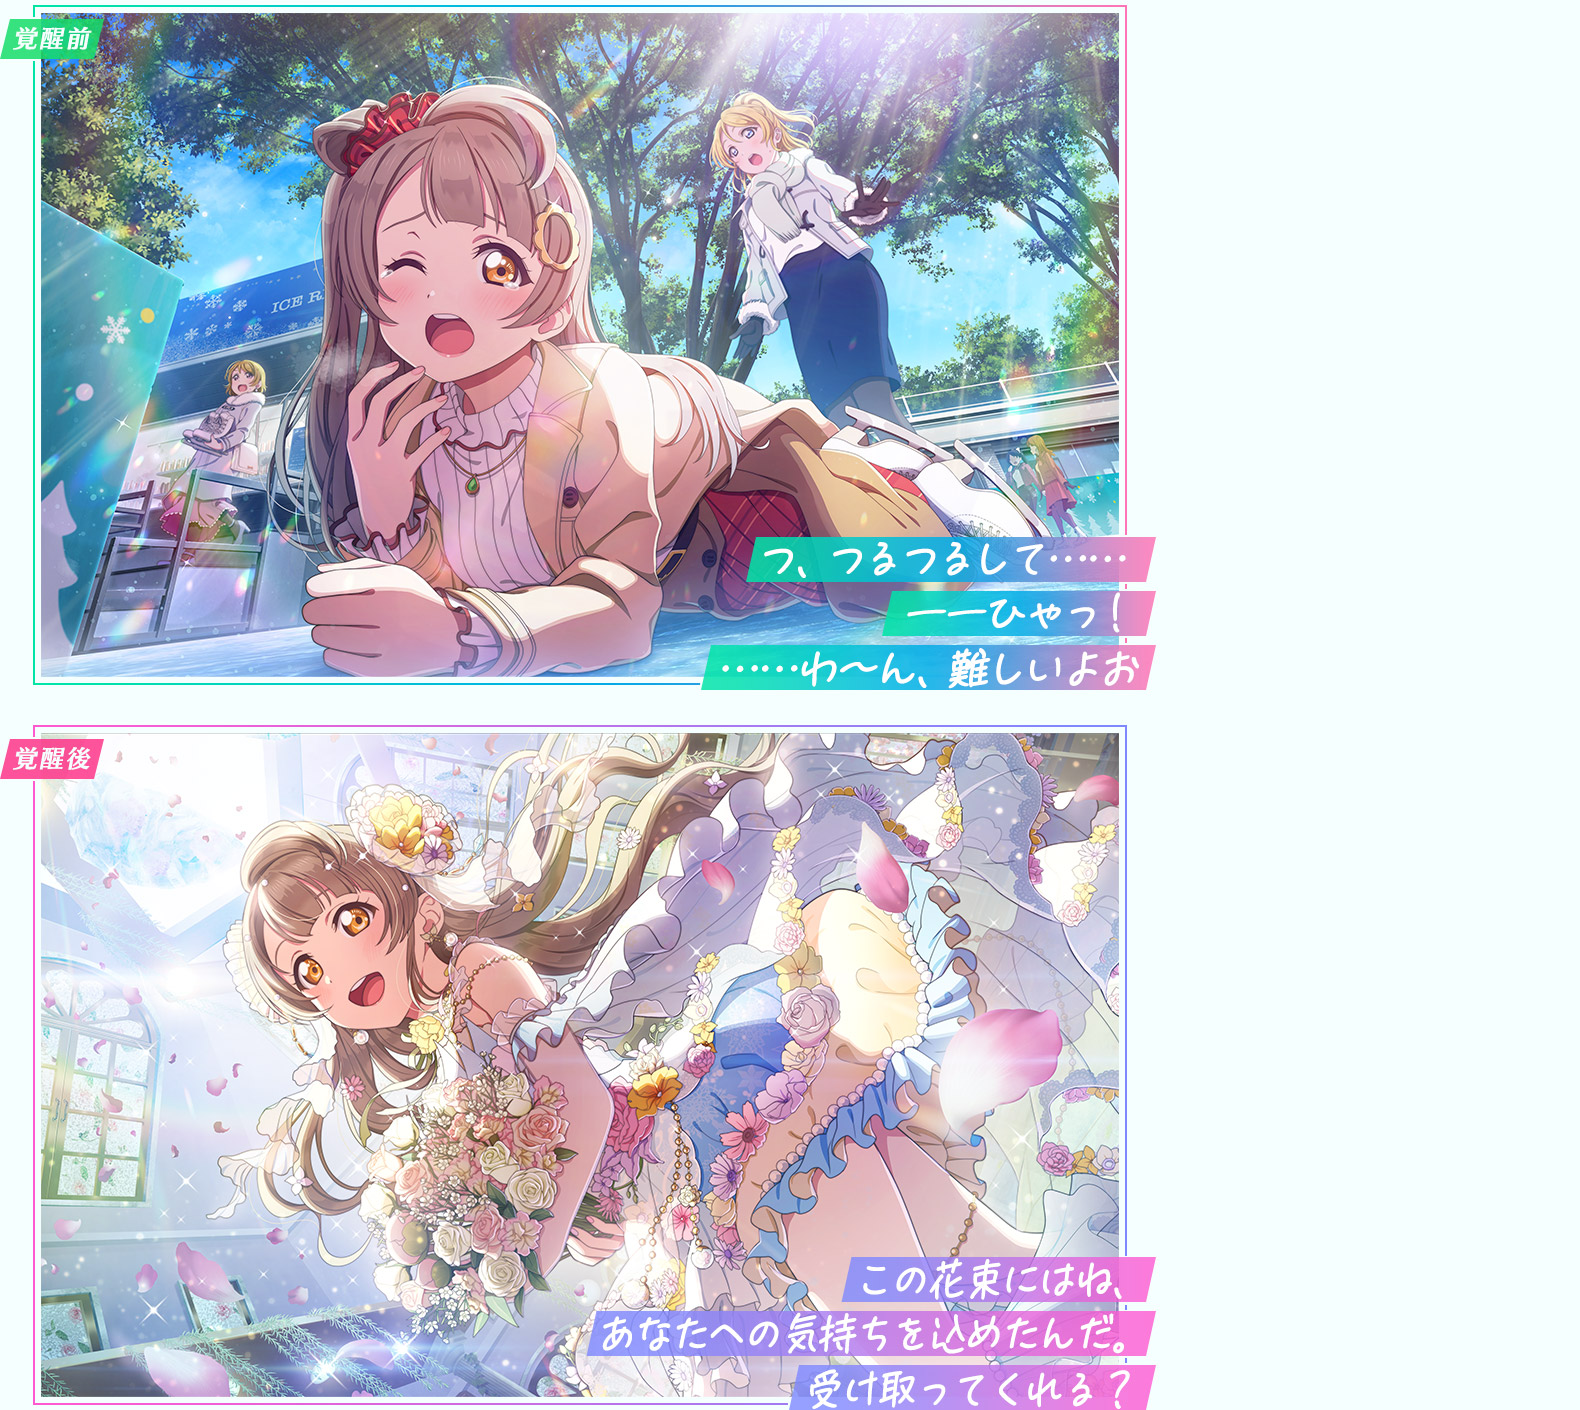 覚醒前
ICE R
つ、つるつるして……
――ひゃっ！
……わ～ん、難しいよお
覚醒後
この花束にはね、
あなたへの気持ちを込めたんだ。
受け取ってくれる？